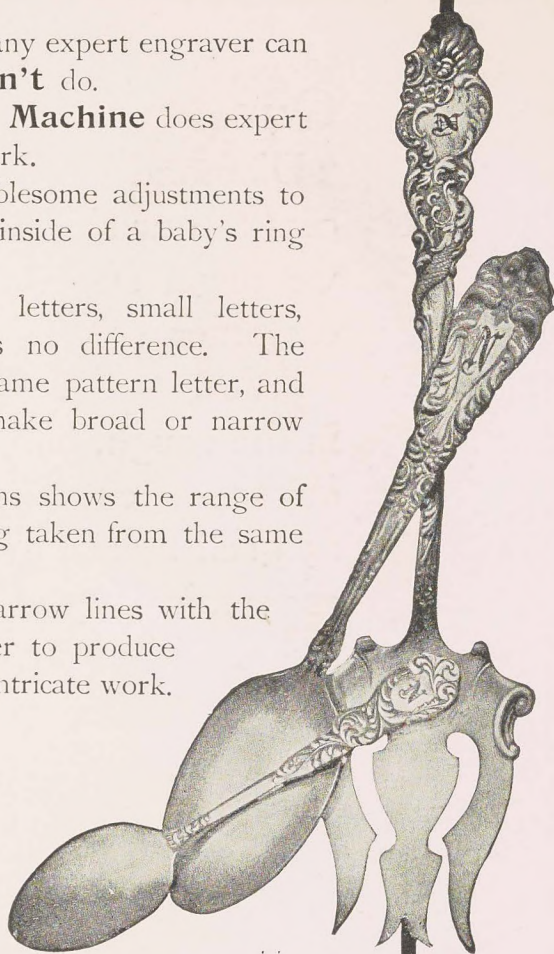 any expert engraver can
n't do.
Machine does expert
rk.
olesome adjustments to
inside of a baby's ring
letters, small letters,
s no difference. The
ame pattern letter, and
nake broad or narrow
ns shows the range of
g taken from the same
arrow lines with the
er to produce
ntricate work.
N
N